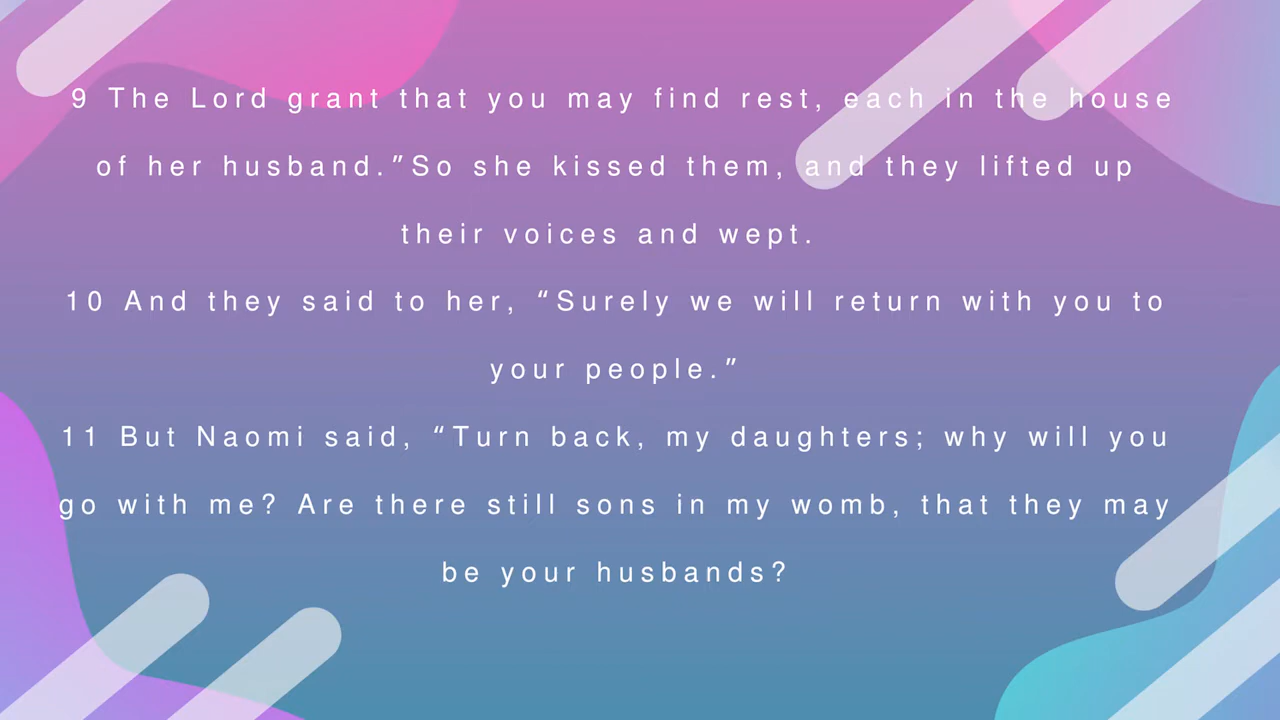 9 The Lord grant that you may find rest, each in the house
of her husband.”So she kissed them, and they lifted up
their voices and wept.
10 And they said to her, “Surely we will return with you to
your people.”
11 But Naomi said, “Turn back, my daughters; why will you
go with me? Are there still sons in my womb, that they may
be your husbands?